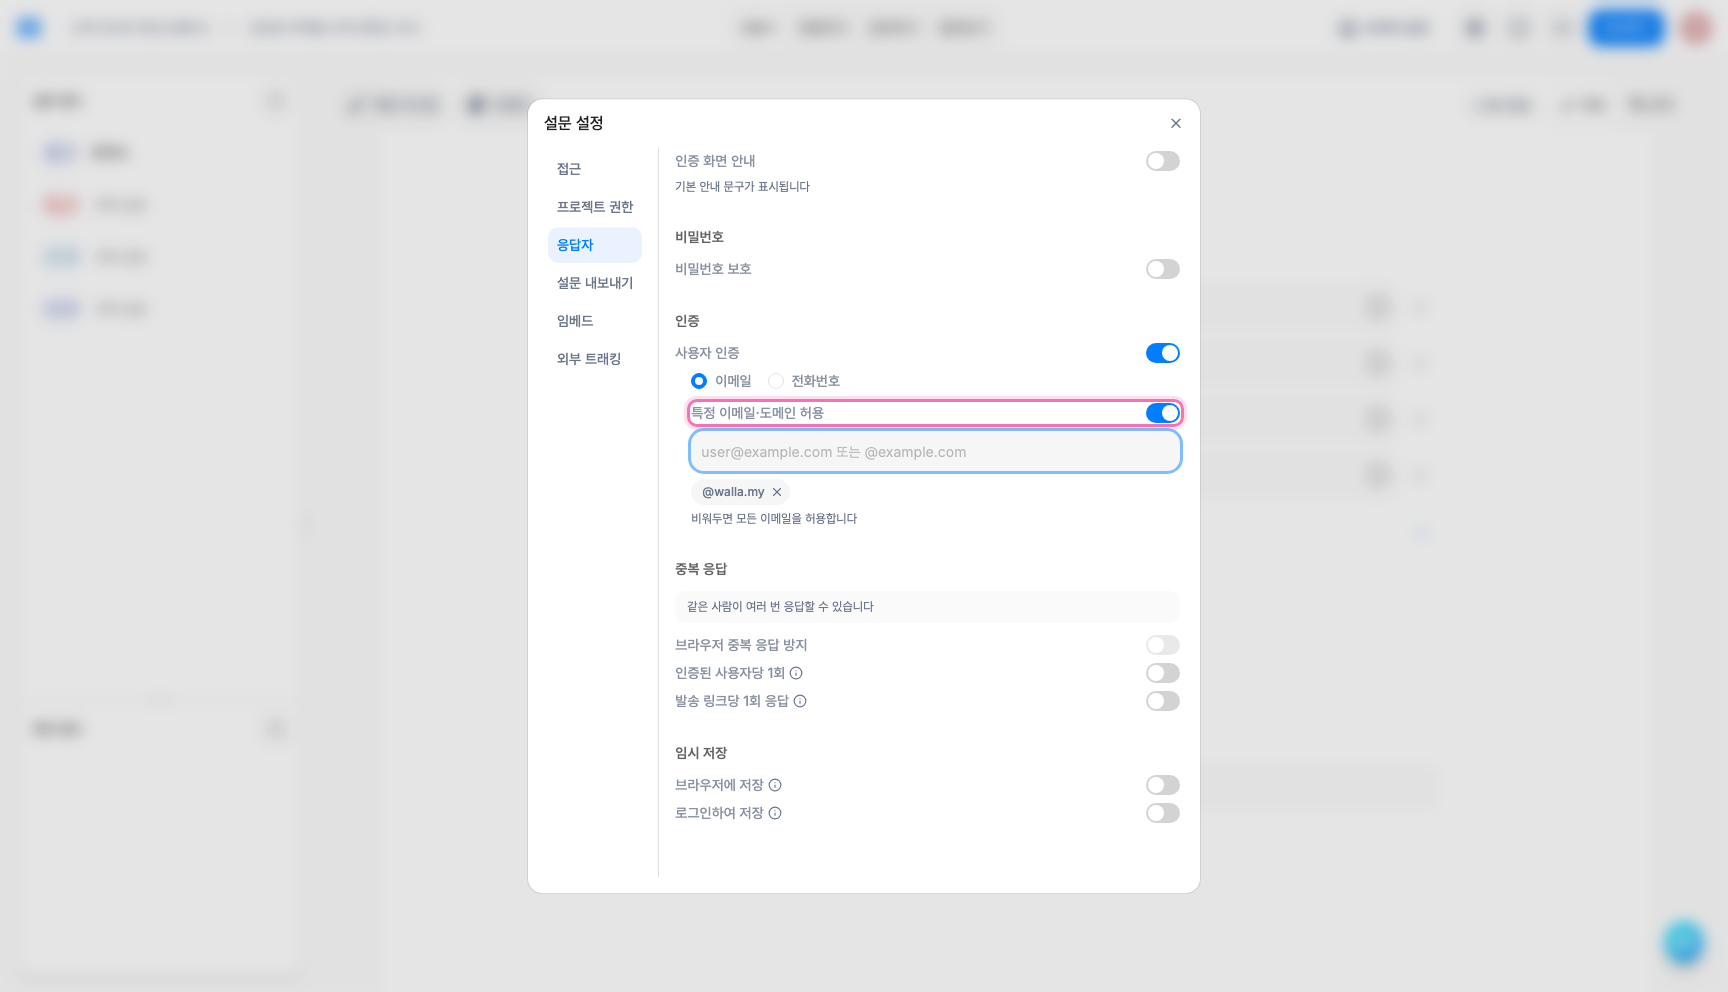 설문 설정
접근
프로젝트 권한
응답자
설문 내보내기
임베드
외부 트래킹
인증 화면 안내
기본 안내 문구가 표시됩니다
비밀번호
비밀번호 보호
인증
사용자 인증
이메일
전화번호
특정 이메일·도메인 허용
user@example.com 또는 @example.com
@walla.my
비워두면 모든 이메일을 허용합니다
중복 응답
같은 사람이 여러 번 응답할 수 있습니다
브라우저 중복 응답 방지
인증된 사용자당 1회
발송 링크당 1회 응답
임시 저장
브라우저에 저장
로그인하여 저장